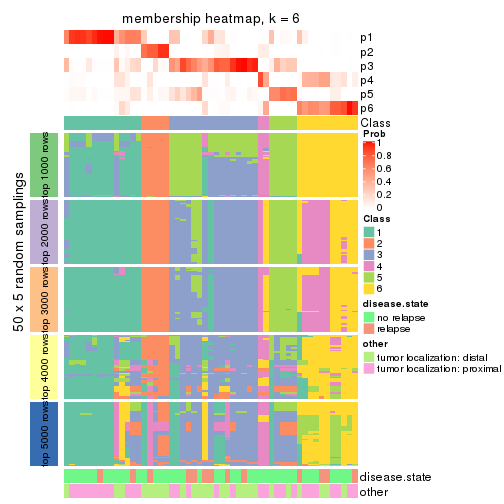 membership heatmap, k = 6
p1
p2
p3
p4
p5
p6
Class
Prob
1
0.8
0.6
0.4
0.2
0
Class
1
2
3
4
5
6
disease.state
no relapse
relapse
other
tumor localization: distal
tumor localization: proximal
50 x 5 random samplings
top 1000 rows
top 2000 rows
top 3000 rows
top 4000 rows
top 5000 rows
disease.state
other